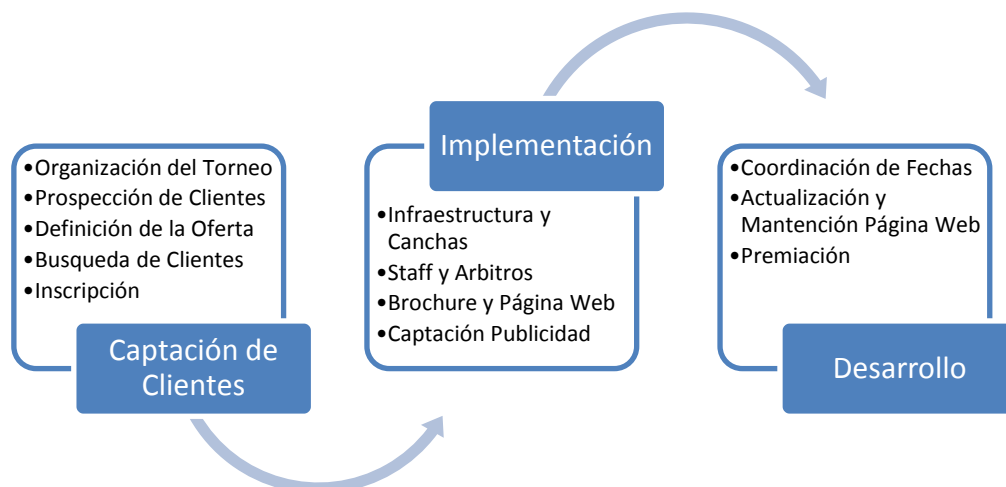 •Organización del Torneo
•Prospección de Clientes
•Definición de la Oferta
•Busqueda de Clientes
•Inscripción
Captación de
Clientes
Implementación
•Infraestructura y
Canchas
•Staff y Arbitros
•Brochure y Página Web
•Captación Publicidad
•Coordinación de Fechas
•Actualización y
Mantención Página Web
•Premiación
Desarrollo